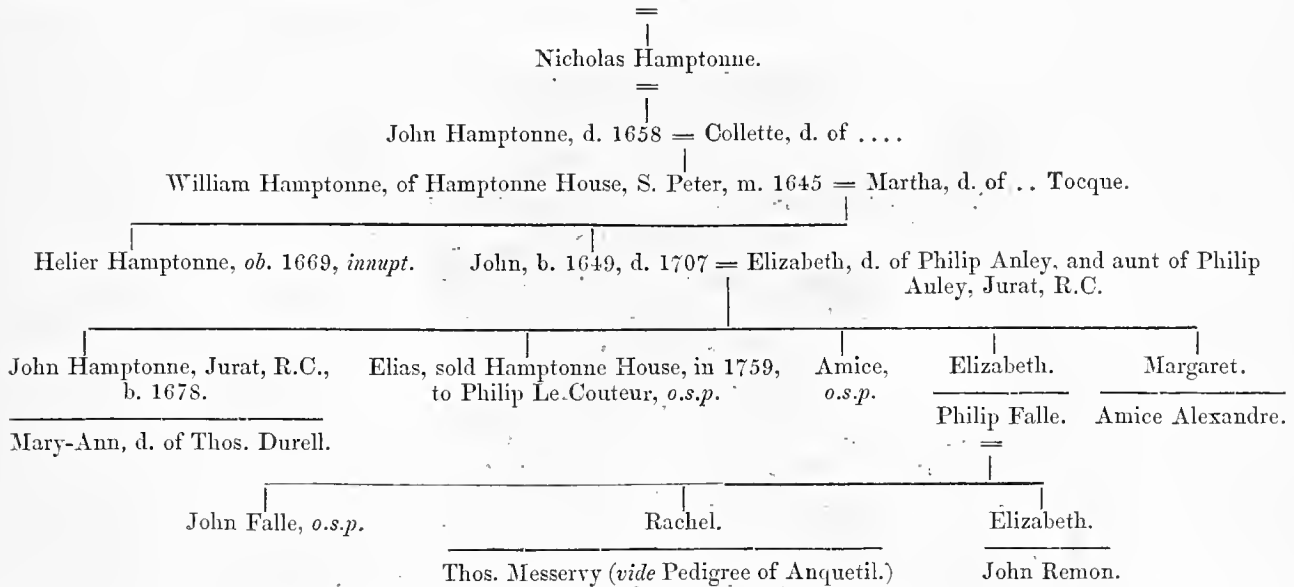 =
Nicholas Hamptonne.
=
John Hamptonne, d. 1658 = Collette, d. of ....
William Hamptonne, of Hamptonne House, S. Peter, m. 1645 = Martha, d. of .. Tocque.
Helier Hamptonne, ob. 1669, innupt. John, b. 1649, d. 1707 = Elizabeth, d. of Philip Anley, and aunt of Philip
Auley, Jurat, R.C.
John Hamptonne, Jurat, R.C., Elias, sold Hamptonne House, in 1759, Amice, Elizabeth. Margaret.
b. 1678. to Philip Le Couteur, o.s.p. o.s.p. Philip Falle. Amice Alexandre.
Mary-Ann, d. of Thos. Durell. =
John Falle, o.s.p. Rachel. Elizabeth.
Thos. Messervy (vide Pedigree of Anquetil.) John Remon.